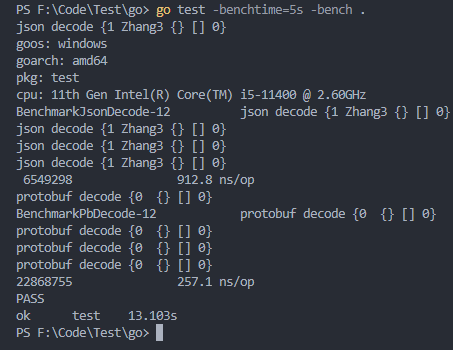 PS F:\Code\Test\go> go test -benchtime=5s -bench .
json decode {1 Zhang3 {} [] 0}
goos: windows
goarch: amd64
pkg: test
cpu: 11th Gen Intel(R) Core(TM) i5-11400 @ 2.60GHz
BenchmarkJsonDecode-12          json decode {1 Zhang3 {} [] 0}
json decode {1 Zhang3 {} [] 0}
json decode {1 Zhang3 {} [] 0}
json decode {1 Zhang3 {} [] 0}
 6549298               912.8 ns/op
protobuf decode {0  {} [] 0}
BenchmarkPbDecode-12            protobuf decode {0  {} [] 0}
protobuf decode {0  {} [] 0}
protobuf decode {0  {} [] 0}
protobuf decode {0  {} [] 0}
22868755               257.1 ns/op
PASS
ok      test    13.103s
PS F:\Code\Test\go>